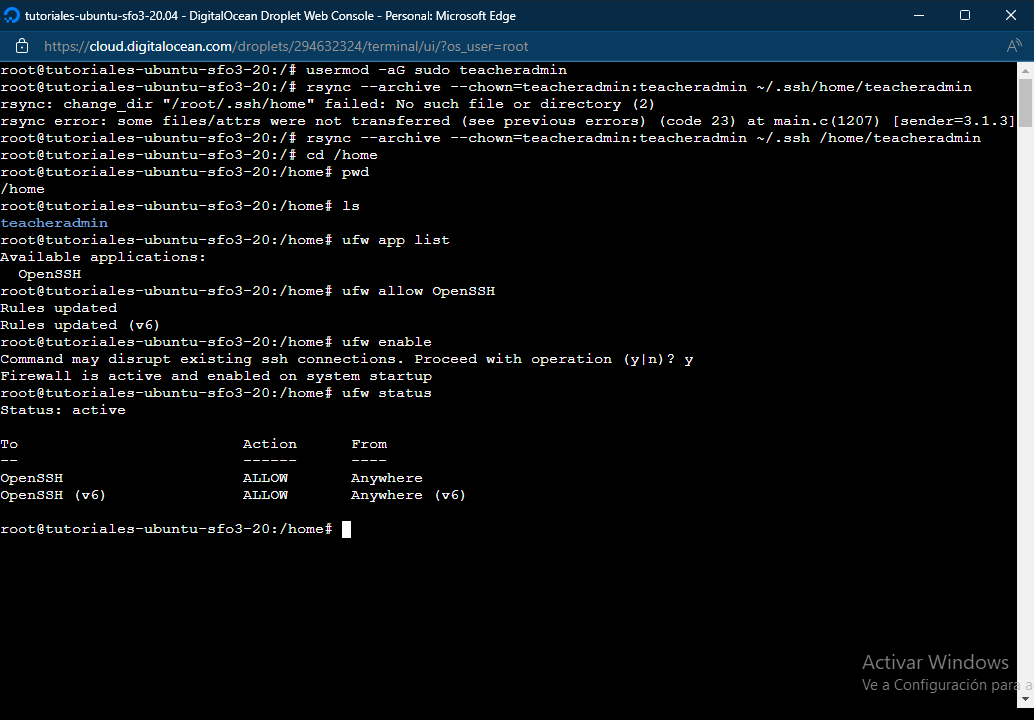 tutoriales-ubuntu-sfo3-20.04 - DigitalOcean Droplet Web Console - Personal: Microsoft Edge
https://cloud.digitalocean.com/droplets/294632324/terminal/ui/?os_user=root
root@tutoriales-ubuntu-sfo3-20:/# usermod -aG sudo teacheradmin
root@tutoriales-ubuntu-sfo3-20:/# rsync --archive --chown=teacheradmin:teacheradmin ~/.ssh/home/teacheradmin
rsync: change_dir "/root/.ssh/home" failed: No such file or directory (2)
rsync error: some files/attrs were not transferred (see previous errors) (code 23) at main.c(1207) [sender=3.1.3]
root@tutoriales-ubuntu-sfo3-20:/# rsync --archive --chown=teacheradmin:teacheradmin ~/.ssh /home/teacheradmin
root@tutoriales-ubuntu-sfo3-20:/# cd /home
root@tutoriales-ubuntu-sfo3-20:/home# pwd
/home
root@tutoriales-ubuntu-sfo3-20:/home# ls
teacheradmin
root@tutoriales-ubuntu-sfo3-20:/home# ufw app list
Available applications:
  OpenSSH
root@tutoriales-ubuntu-sfo3-20:/home# ufw allow OpenSSH
Rules updated
Rules updated (v6)
root@tutoriales-ubuntu-sfo3-20:/home# ufw enable
Command may disrupt existing ssh connections. Proceed with operation (y|n)? y
Firewall is active and enabled on system startup
root@tutoriales-ubuntu-sfo3-20:/home# ufw status
Status: active
To                         Action      From
--                         ------      ----
OpenSSH                    ALLOW       Anywhere
OpenSSH (v6)               ALLOW       Anywhere (v6)
root@tutoriales-ubuntu-sfo3-20:/home#
Activar Windows
Ve a Configuración para a